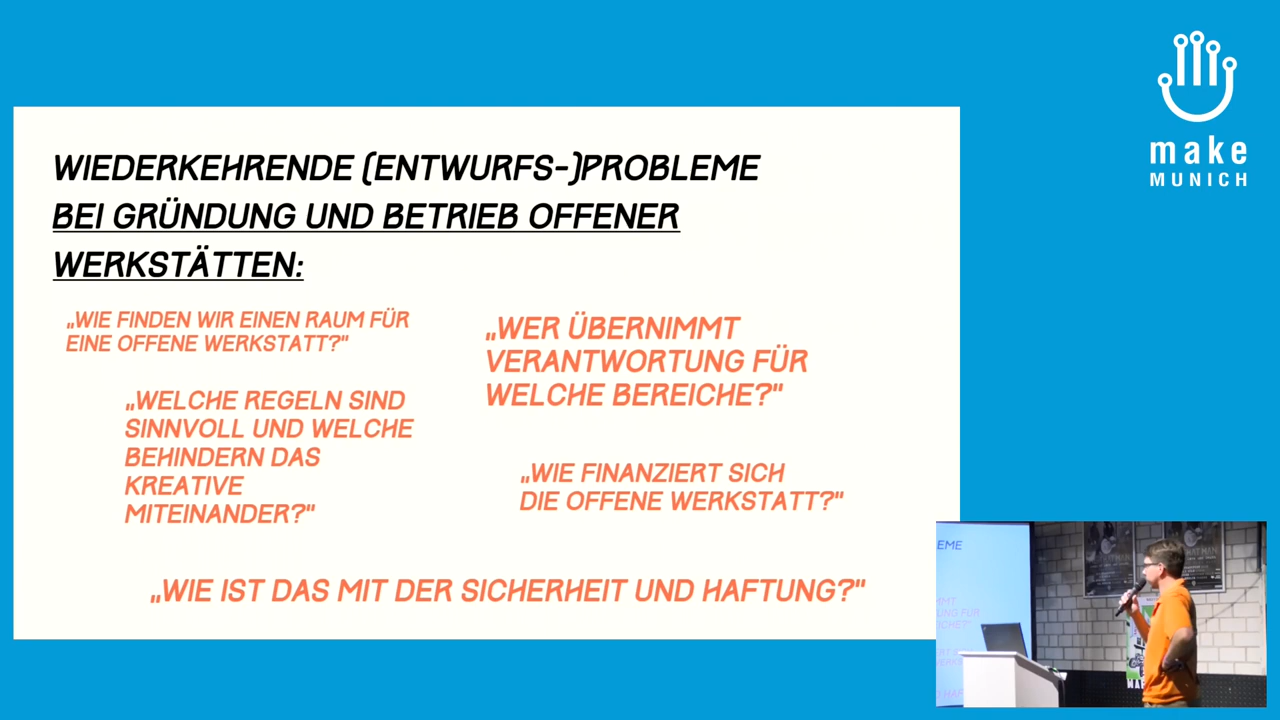 make
MUNICH
WIEDERKEHRENDE (ENTWURFS-)PROBLEME
BEI GRÜNDUNG UND BETRIEB OFFENER
WERKSTÄTTEN:
„WIE FINDEN WIR EINEN RAUM FÜR
EINE OFFENE WERKSTATT?"
„WELCHE REGELN SIND
SINNVOLL UND WELCHE
BEHINDERN DAS
KREATIVE
MITEINANDER?"
„WER ÜBERNIMMT
VERANTWORTUNG FÜR
WELCHE BEREICHE?"
„WIE FINANZIERT SICH
DIE OFFENE WERKSTATT?"
„WIE IST DAS MIT DER SICHERHEIT UND HAFTUNG?"